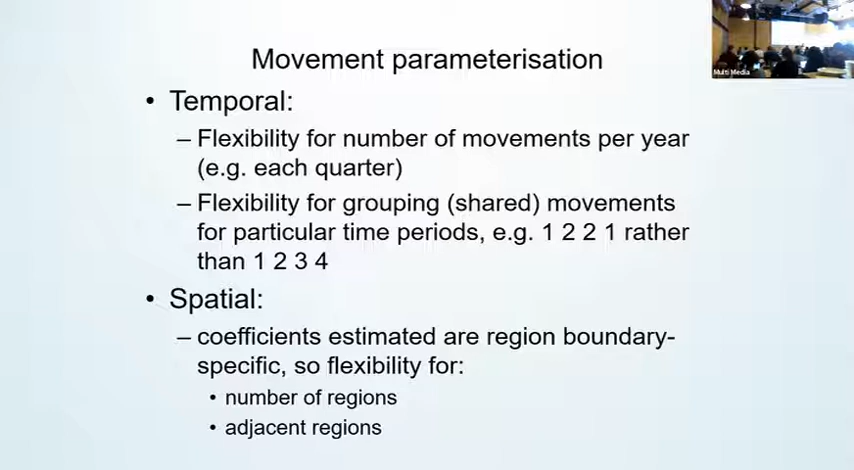 Movement parameterisation
• Temporal:
– Flexibility for number of movements per year
(e.g. each quarter)
– Flexibility for grouping (shared) movements
for particular time periods, e.g. 1 2 2 1 rather
than 1 2 3 4
• Spatial:
– coefficients estimated are region boundary-
specific, so flexibility for:
• number of regions
• adjacent regions
Multi Media